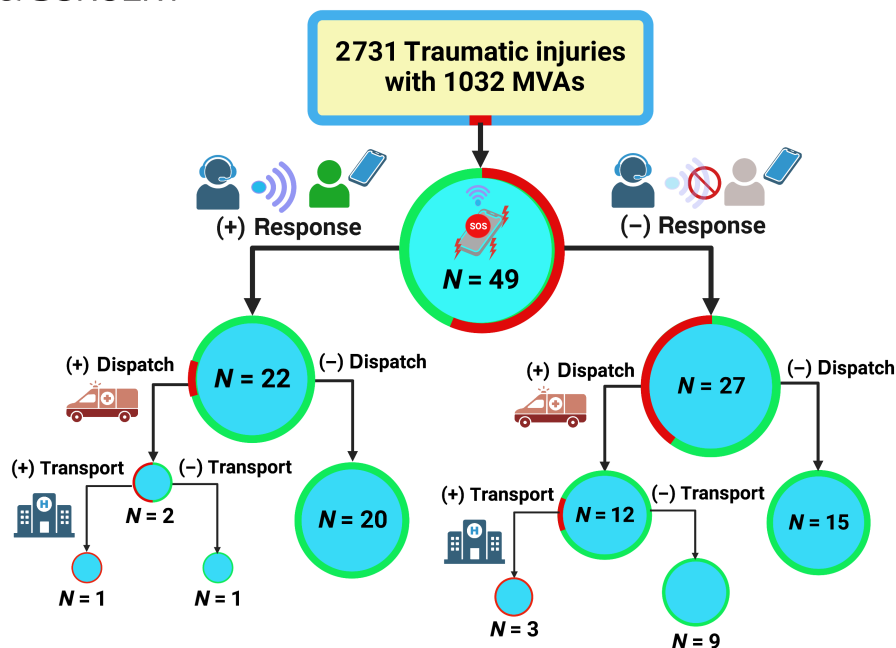 2731 Traumatic injuries
with 1032 MVAs
(+) Response
(−) Response
SOS
N = 49
(+) Dispatch
N = 22
(−) Dispatch
(+) Dispatch
N = 27
(−) Dispatch
(+) Transport
(−) Transport
H
N = 2
N = 20
(+) Transport
(−) Transport
H
N = 12
N = 15
N = 1
N = 1
N = 3
N = 9